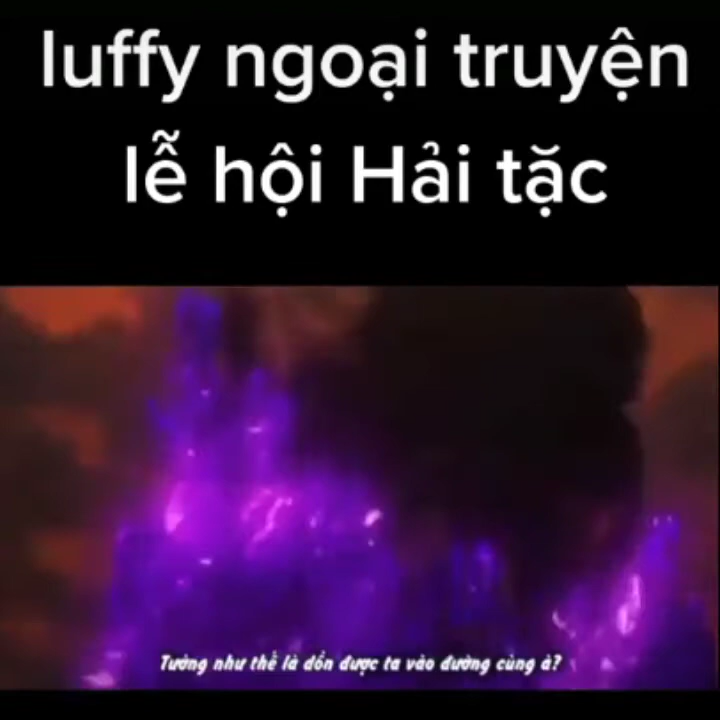 luffy ngoại truyện
lễ hội Hải tặc
Tưởng như thế là dồn được ta vào đường cùng à?